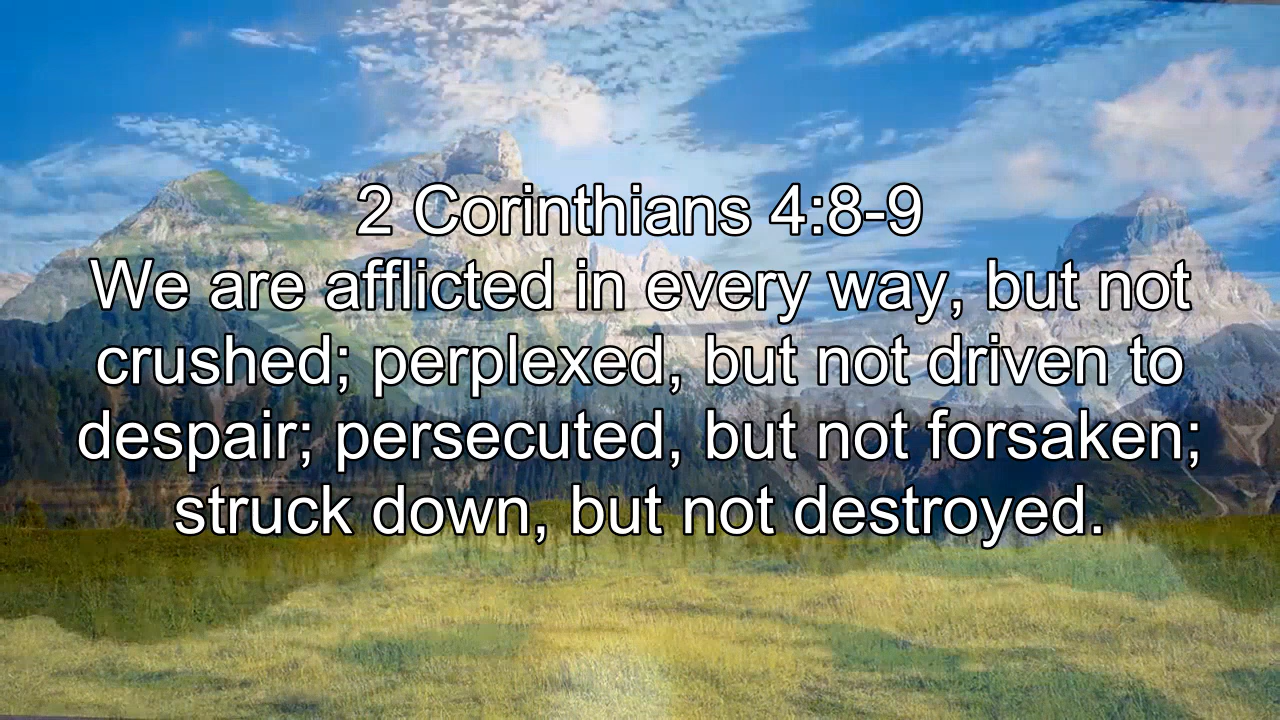 2 Corinthians 4:8-9
We are afflicted in every way, but not
crushed; perplexed, but not driven to
despair; persecuted, but not forsaken;
struck down, but not destroyed.